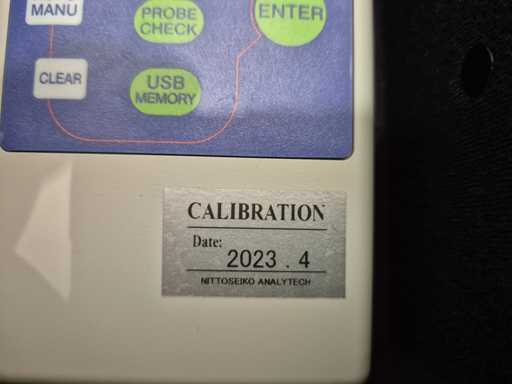 MANU
PROBE
CHECK
ENTER
CLEAR
USB
MEMORY
CALIBRATION
Date:
2023 . 4
NITTOSEIKO ANALYTECH